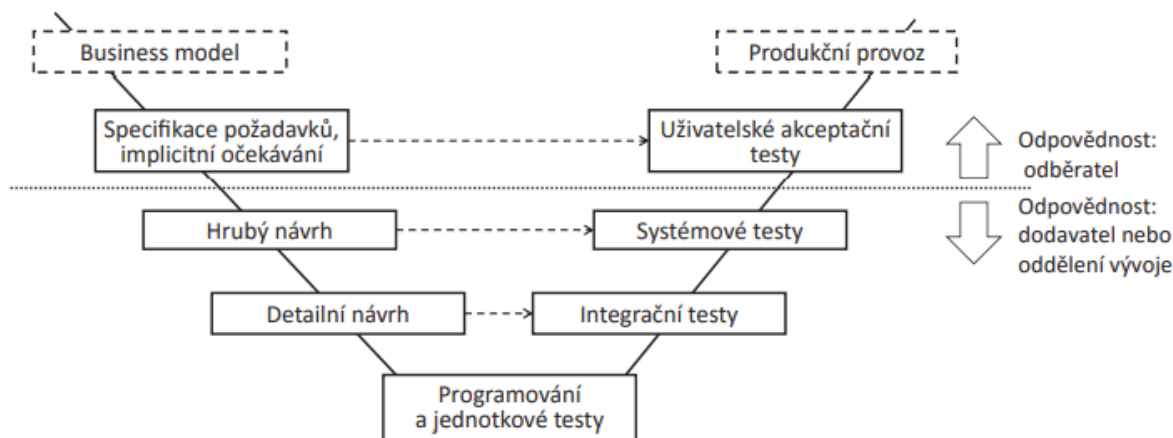 Business model
Produkční provoz
Specifikace požadavků,
implicitní očekávání
Uživatelské akceptační
testy
Odpovědnost:
odběratel
Odpovědnost:
dodavatel nebo
oddělení vývoje
Hrubý návrh
Systémové testy
Detailní návrh
Integrační testy
Programování
a jednotkové testy